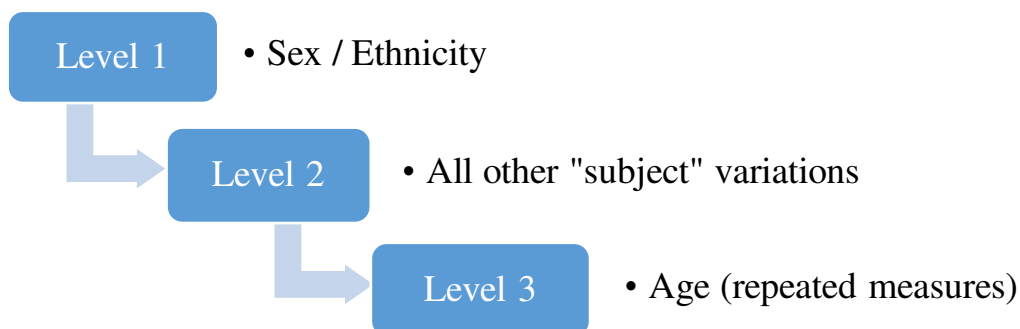 Level 1
• Sex / Ethnicity
Level 2
• All other "subject" variations
Level 3
• Age (repeated measures)